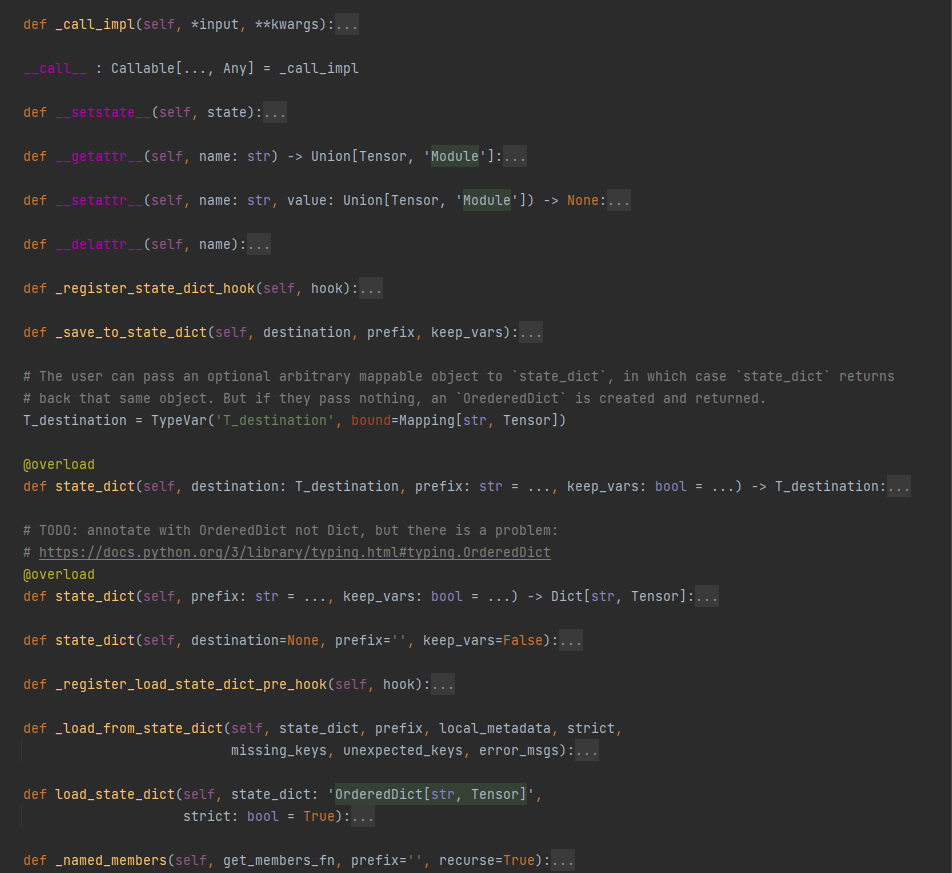 def _call_impl(self, *input, **kwargs):...
__call__ : Callable[..., Any] = _call_impl
def __setstate__(self, state):...
def __getattr__(self, name: str) -> Union[Tensor, 'Module']:...
def __setattr__(self, name: str, value: Union[Tensor, 'Module']) -> None:...
def __delattr__(self, name):...
def _register_state_dict_hook(self, hook):...
def _save_to_state_dict(self, destination, prefix, keep_vars):...
# The user can pass an optional arbitrary mappable object to `state_dict`, in which case `state_dict` returns
# back that same object. But if they pass nothing, an `OrederedDict` is created and returned.
T_destination = TypeVar('T_destination', bound=Mapping[str, Tensor])
@overload
def state_dict(self, destination: T_destination, prefix: str = ..., keep_vars: bool = ...) -> T_destination:...
# TODO: annotate with OrderedDict not Dict, but there is a problem:
# https://docs.python.org/3/library/typing.html#typing.OrderedDict
@overload
def state_dict(self, prefix: str = ..., keep_vars: bool = ...) -> Dict[str, Tensor]:...
def state_dict(self, destination=None, prefix='', keep_vars=False):...
def _register_load_state_dict_pre_hook(self, hook):...
def _load_from_state_dict(self, state_dict, prefix, local_metadata, strict,
missing_keys, unexpected_keys, error_msgs):...
def load_state_dict(self, state_dict: 'OrderedDict[str, Tensor]',
strict: bool = True):...
def _named_members(self, get_members_fn, prefix='', recurse=True):...